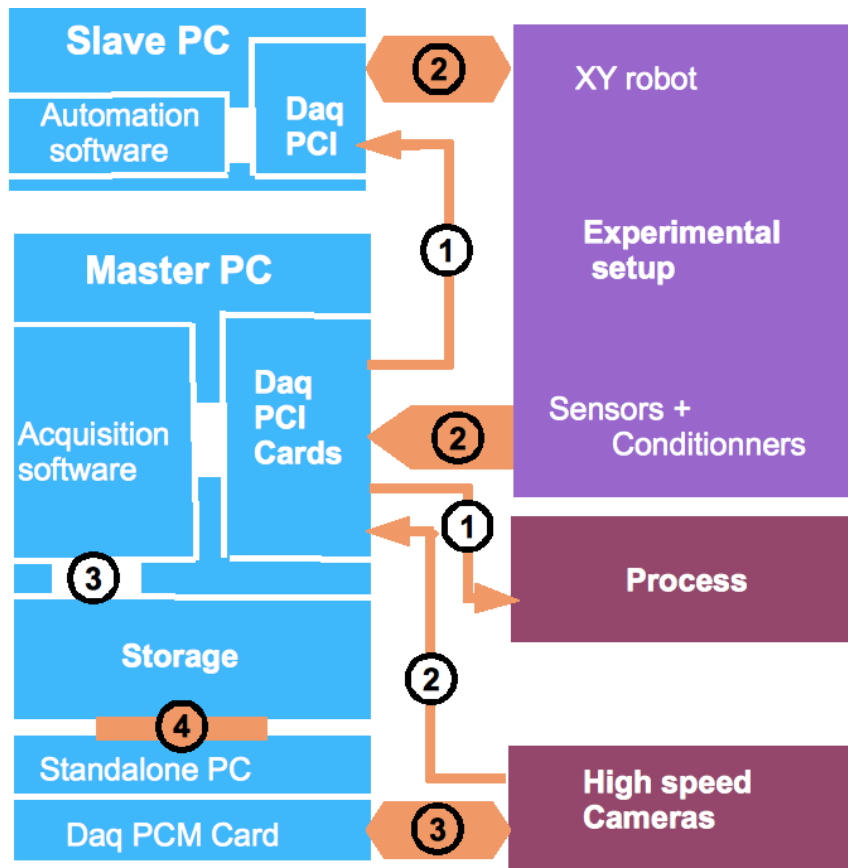 Slave PC
2
XY robot
Automation
software
Daq
PCI
1
Experimental
setup
Master PC
Daq
PCI
Cards
Acquisition
software
2
Sensors +
Conditionners
1
3
Process
Storage
2
4
Standalone PC
High speed
Cameras
Daq PCM Card
3